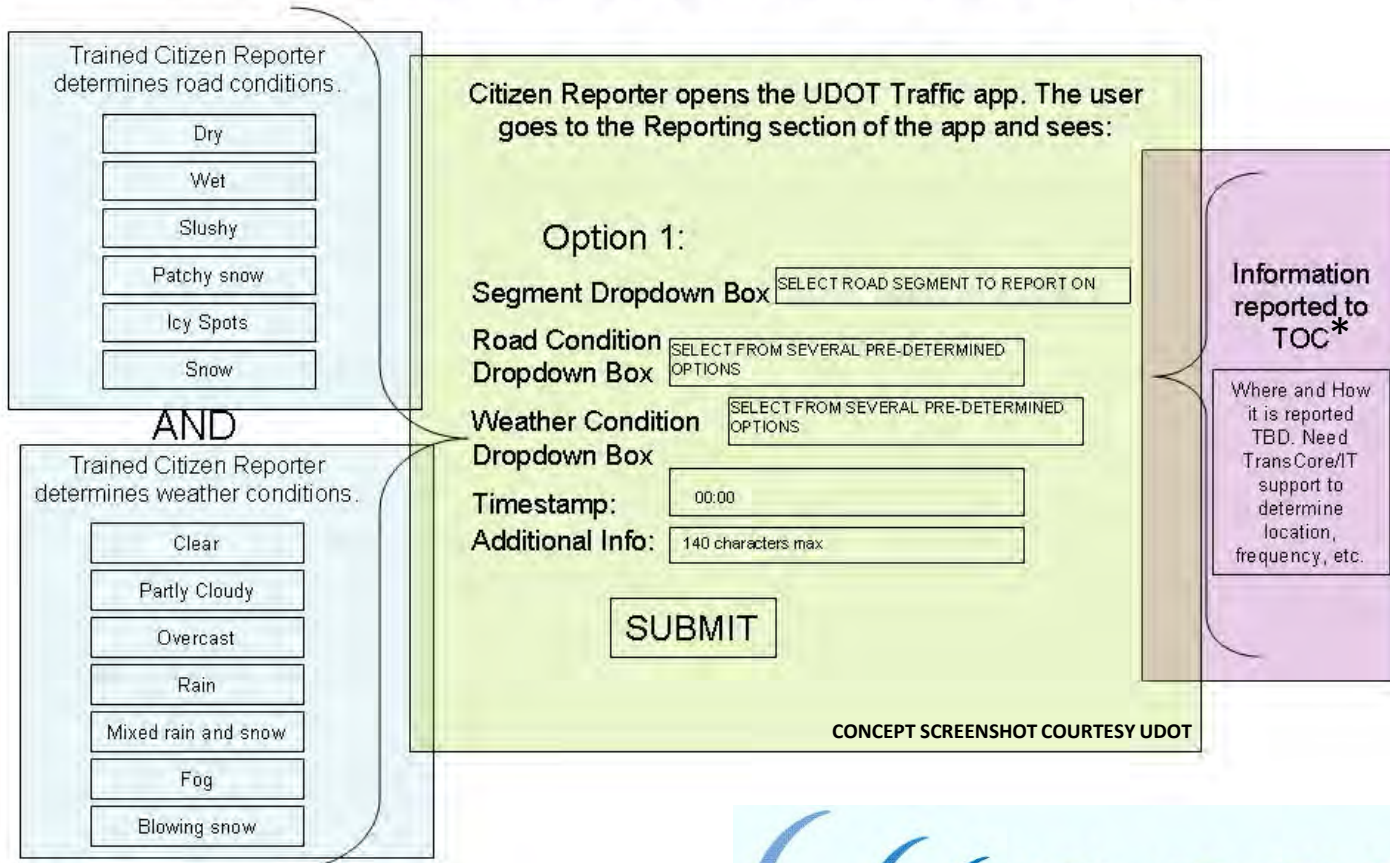 Trained Citizen Reporter
determines road conditions.
Dry
Wet
Slushy
Patchy snow
Icy Spots
Snow
AND
Trained Citizen Reporter
determines weather conditions.
Clear
Partly Cloudy
Overcast
Rain
Mixed rain and snow
Fog
Blowing snow
Citizen Reporter opens the UDOT Traffic app. The user
goes to the Reporting section of the app and sees:
Option 1:
Segment Dropdown Box
SELECT ROAD SEGMENT TO REPORT ON
Road Condition
Dropdown Box
SELECT FROM SEVERAL PRE-DETERMINED
OPTIONS
Weather Condition
Dropdown Box
SELECT FROM SEVERAL PRE-DETERMINED
OPTIONS
Timestamp:
00:00
Additional Info:
140 characters max
SUBMIT
CONCEPT SCREENSHOT COURTESY UDOT
Information
reported to
TOC*
Where and How
it is reported
TBD. Need
TransCore/IT
support to
determine
location,
frequency, etc.